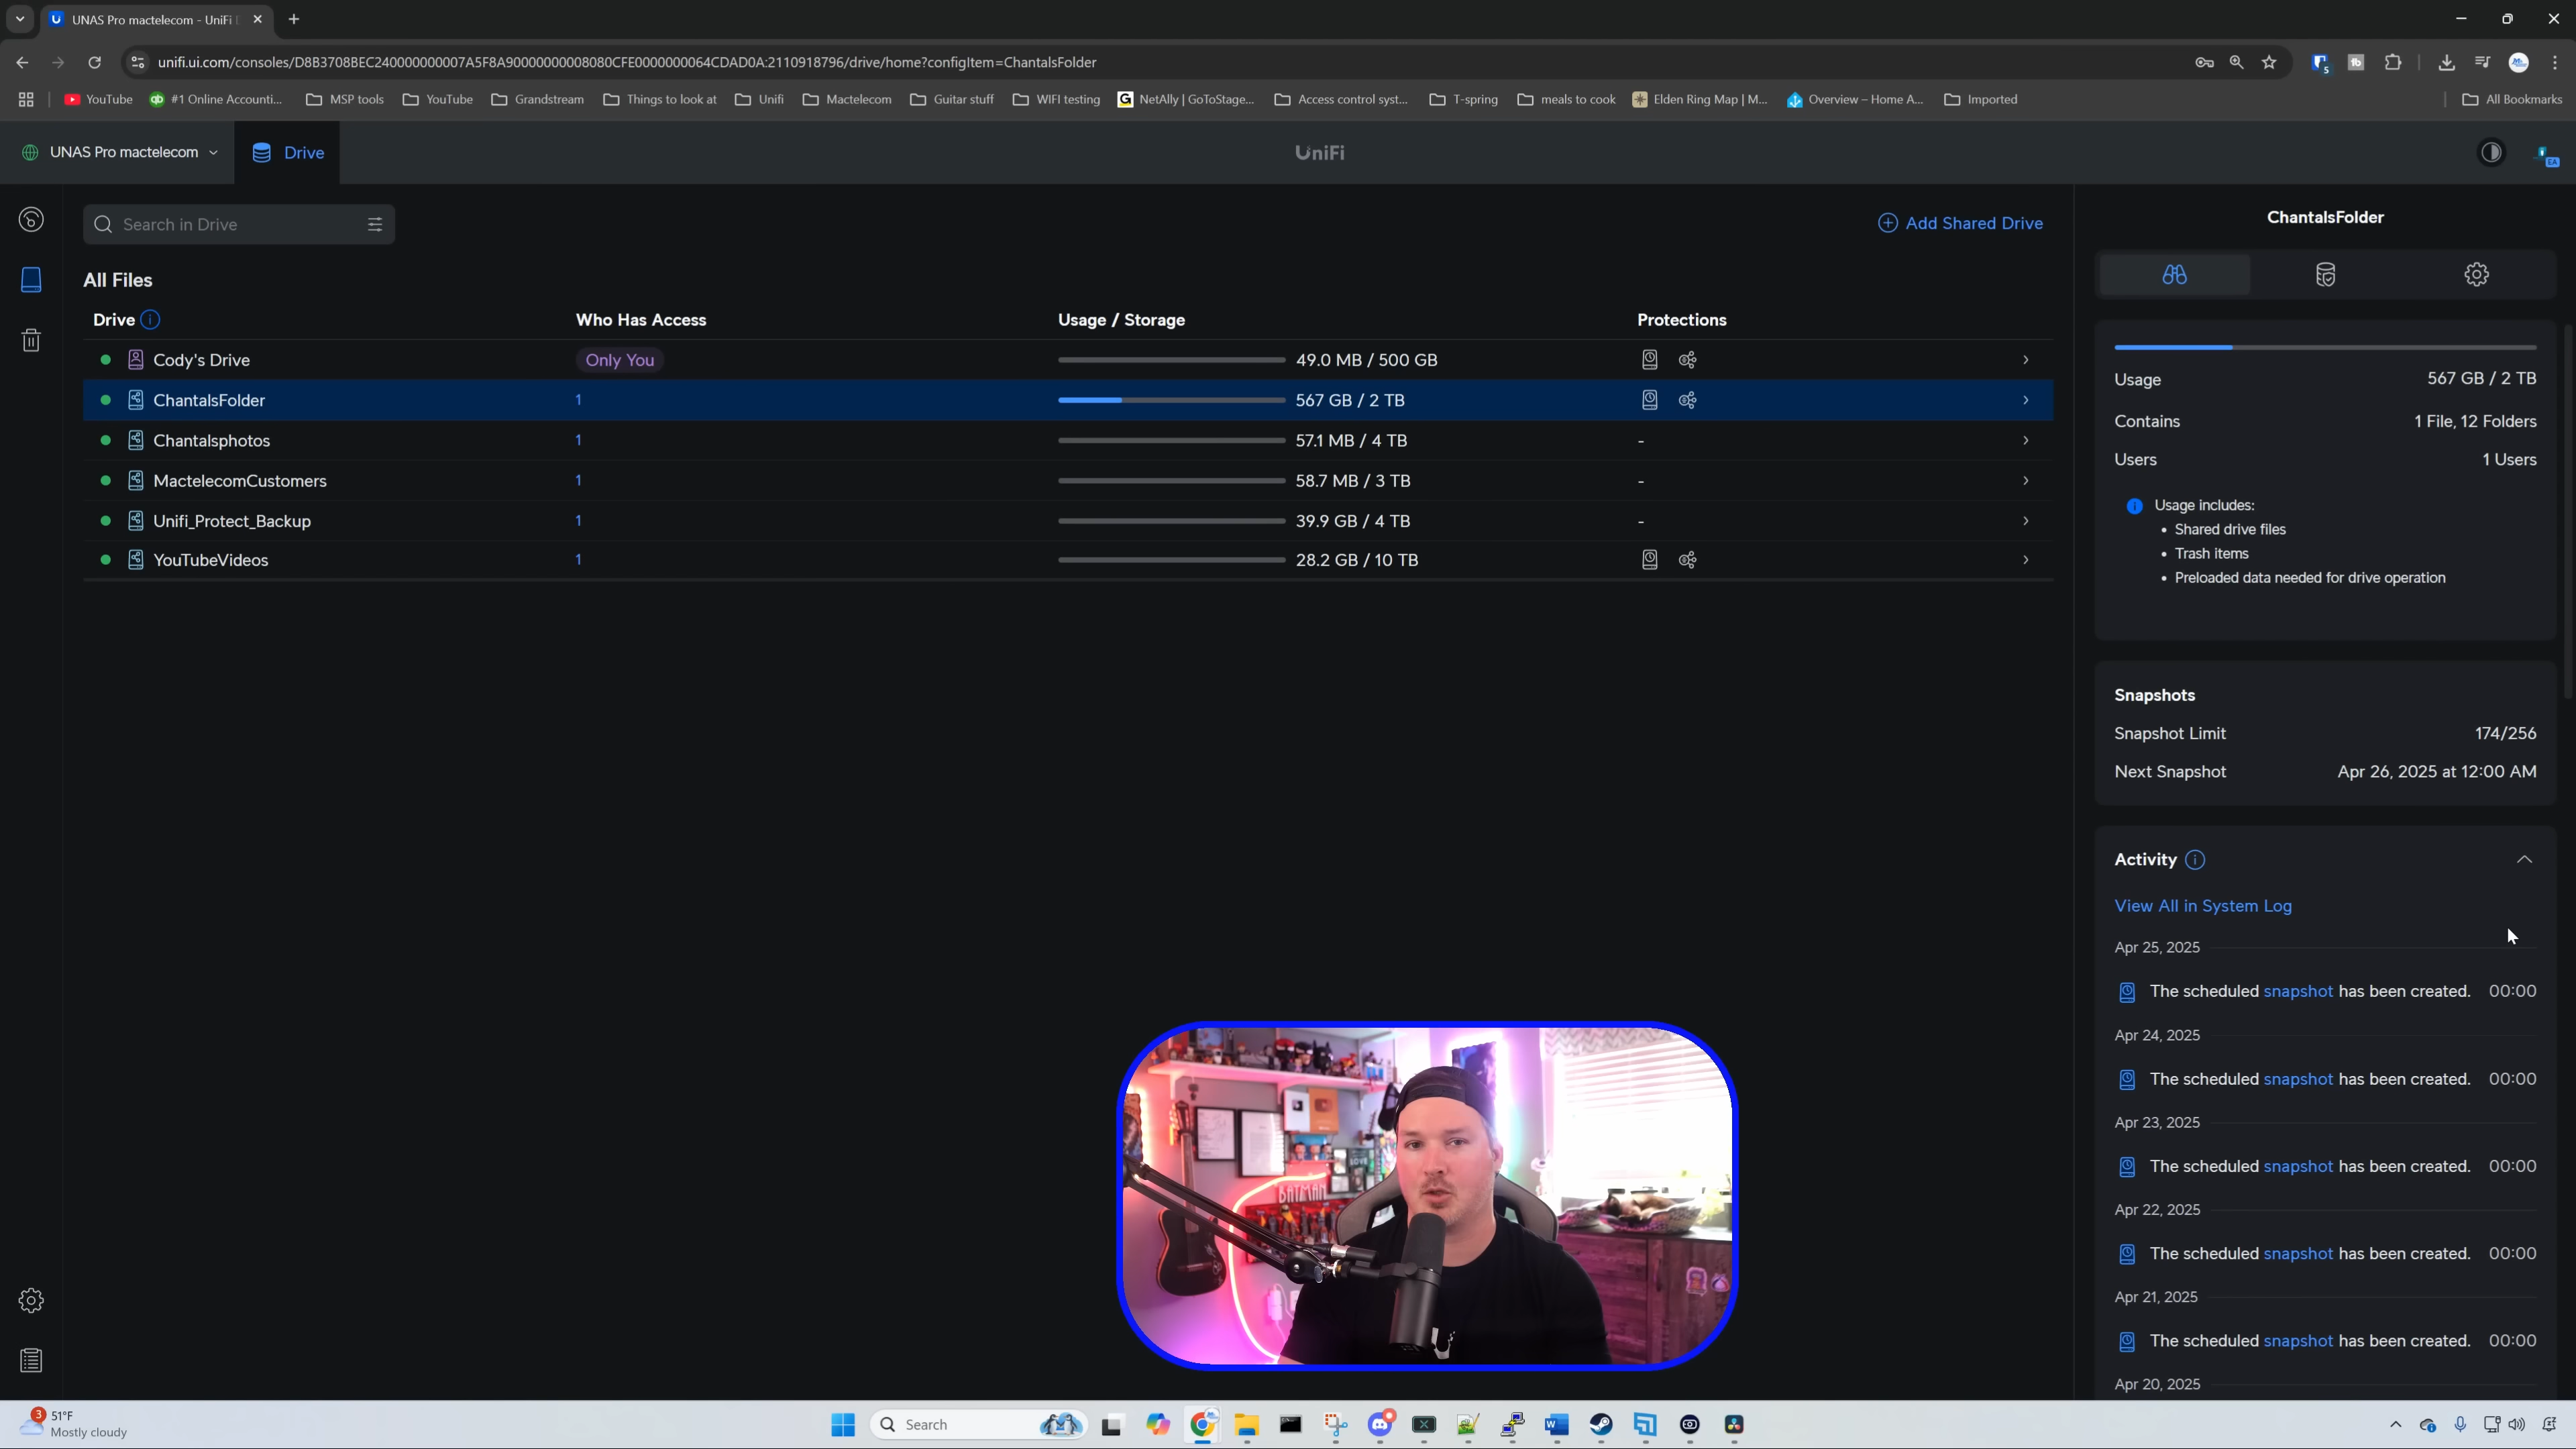 UNAS Pro mactelecom - UniFi
unifi.ui.com/consoles/D8B3708BEC240000000007A5F8A90000000008080CFE0000000064CDAD0A:2110918796/drive/home?configItem=ChantalsFolder
5
YouTube
#1 Online Accounti...
MSP tools
YouTube
Grandstream
Things to look at
Unifi
Mactelecom
Guitar stuff
WIFI testing
NetAlly | GoToStage...
Access control syst...
T-spring
meals to cook
Elden Ring Map | M...
Overview – Home A...
Imported
All Bookmarks
UNAS Pro mactelecom
Drive
UniFi
EA
Search in Drive
Add Shared Drive
All Files
Drive Who Has Access Usage / Storage Protections
Cody's Drive Only You 49.0 MB / 500 GB
ChantalsFolder 1 567 GB / 2 TB
Chantalsphotos 1 57.1 MB / 4 TB -
MactelecomCustomers 1 58.7 MB / 3 TB -
Unifi_Protect_Backup 1 39.9 GB / 4 TB -
YouTubeVideos 1 28.2 GB / 10 TB
ChantalsFolder
Usage 567 GB / 2 TB
Contains 1 File, 12 Folders
Users 1 Users
Usage includes:
• Shared drive files
• Trash items
• Preloaded data needed for drive operation
Snapshots
Snapshot Limit 174/256
Next Snapshot Apr 26, 2025 at 12:00 AM
Activity
View All in System Log
Apr 25, 2025
The scheduled snapshot has been created. 00:00
Apr 24, 2025
The scheduled snapshot has been created. 00:00
Apr 23, 2025
The scheduled snapshot has been created. 00:00
Apr 22, 2025
The scheduled snapshot has been created. 00:00
Apr 21, 2025
The scheduled snapshot has been created. 00:00
Apr 20, 2025
BATMAN
LOVE
3
51°F
Mostly cloudy
Search